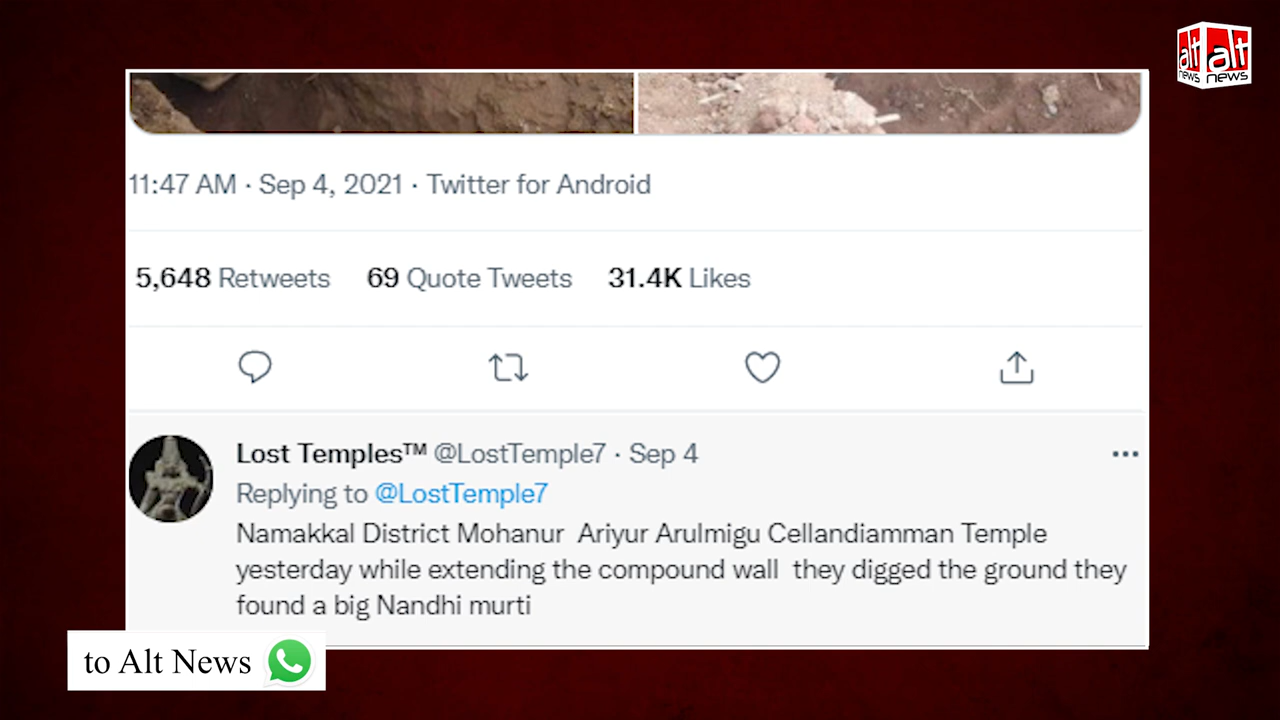 alt alt
news news
11:47 AM · Sep 4, 2021 · Twitter for Android
5,648 Retweets 69 Quote Tweets 31.4K Likes
Lost Temples™ @LostTemple7 · Sep 4
Replying to @LostTemple7
Namakkal District Mohanur Ariyur Arulmigu Cellandiamman Temple
yesterday while extending the compound wall they digged the ground they
found a big Nandhi murti
to Alt News